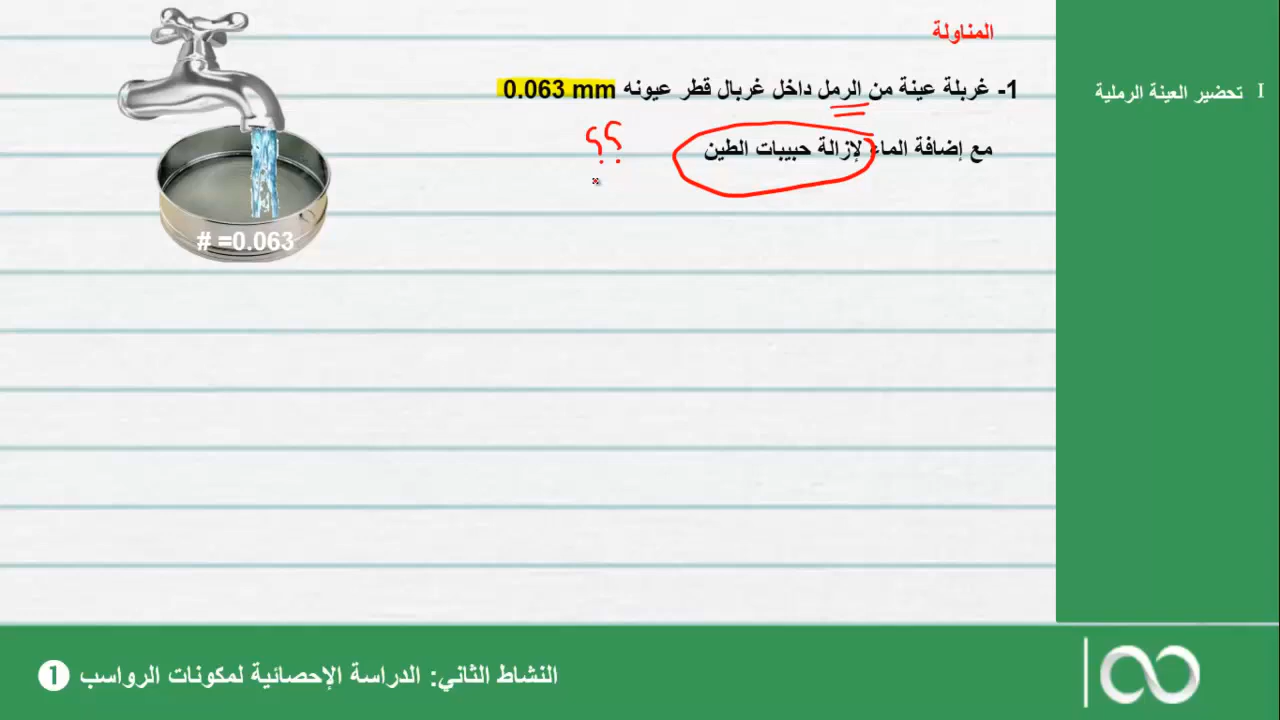 المناولة
1- غربلة عينة من الرمل داخل غربال قطر عيونه 0.063 mm
مع إضافة الماء لإزالة حبيبات الطين
؟؟
# =0.063
I تحضير العينة الرملية
النشاط الثاني: الدراسة الإحصائية لمكونات الرواسب 1